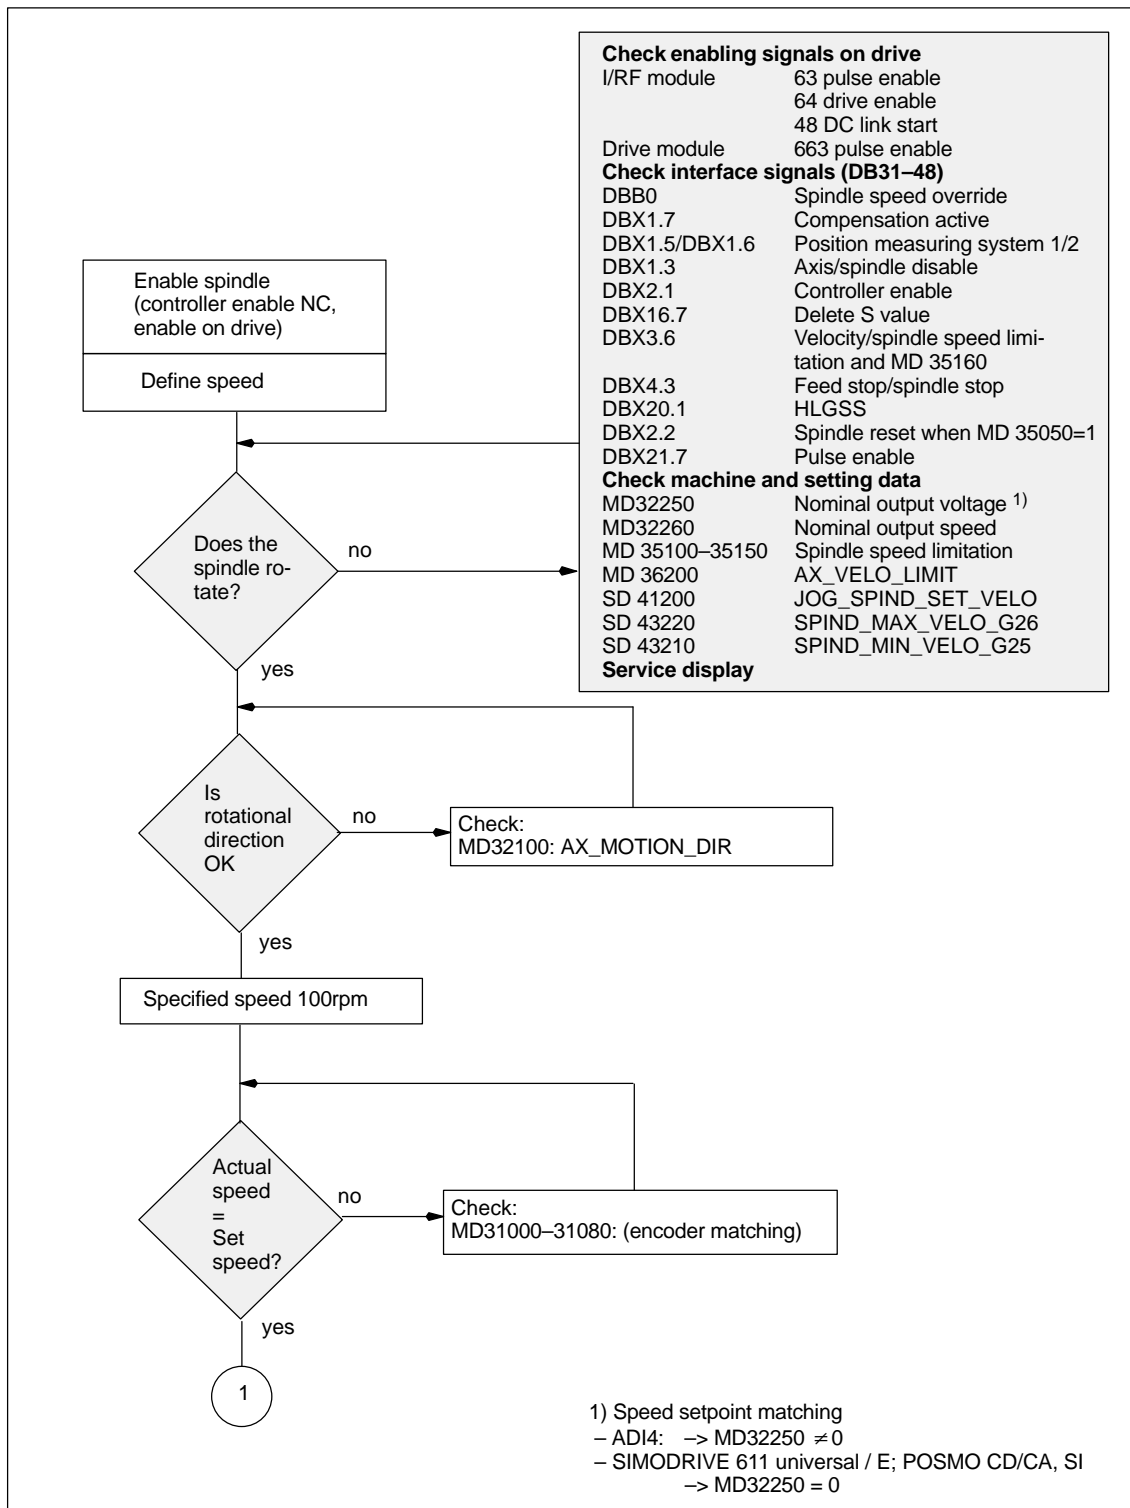 Check enabling signals on drive
I/RF module 63 pulse enable
64 drive enable
48 DC link start
Drive module 663 pulse enable
Check interface signals (DB31–48)
DBB0 Spindle speed override
DBX1.7 Compensation active
DBX1.5/DBX1.6 Position measuring system 1/2
DBX1.3 Axis/spindle disable
DBX2.1 Controller enable
DBX16.7 Delete S value
DBX3.6 Velocity/spindle speed limi-
tation and MD 35160
DBX4.3 Feed stop/spindle stop
DBX20.1 HLGSS
DBX2.2 Spindle reset when MD 35050=1
DBX21.7 Pulse enable
Check machine and setting data
MD32250 Nominal output voltage 1)
MD32260 Nominal output speed
MD 35100–35150 Spindle speed limitation
MD 36200 AX_VELO_LIMIT
SD 41200 JOG_SPIND_SET_VELO
SD 43220 SPIND_MAX_VELO_G26
SD 43210 SPIND_MIN_VELO_G25
Service display
Enable spindle
(controller enable NC,
enable on drive)
Define speed
Does the
spindle ro-
tate?
no
yes
Is
rotational
direction
OK
no
Check:
MD32100: AX_MOTION_DIR
yes
Specified speed 100rpm
Actual
speed
=
Set
speed?
no
Check:
MD31000–31080: (encoder matching)
yes
1
1) Speed setpoint matching
– ADI4: –> MD32250 ≠ 0
– SIMODRIVE 611 universal / E; POSMO CD/CA, SI
–> MD32250 = 0